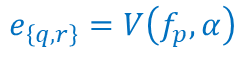 e_{q,r} = V(f_p, α)